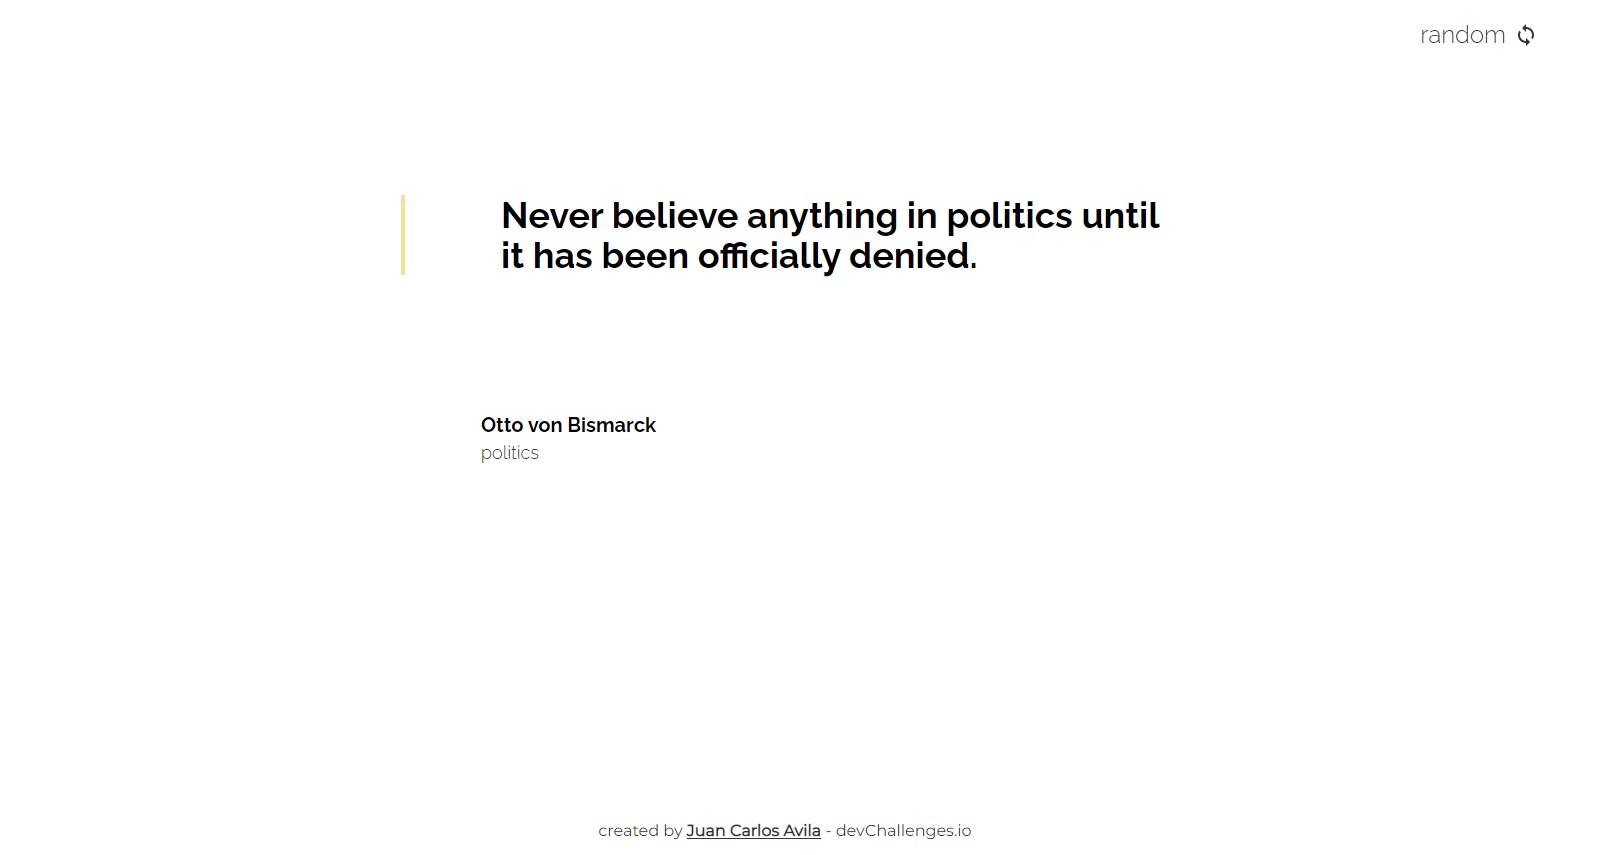 random
Never believe anything in politics until
it has been officially denied.
Otto von Bismarck
politics
created by Juan Carlos Avila - devChallenges.io